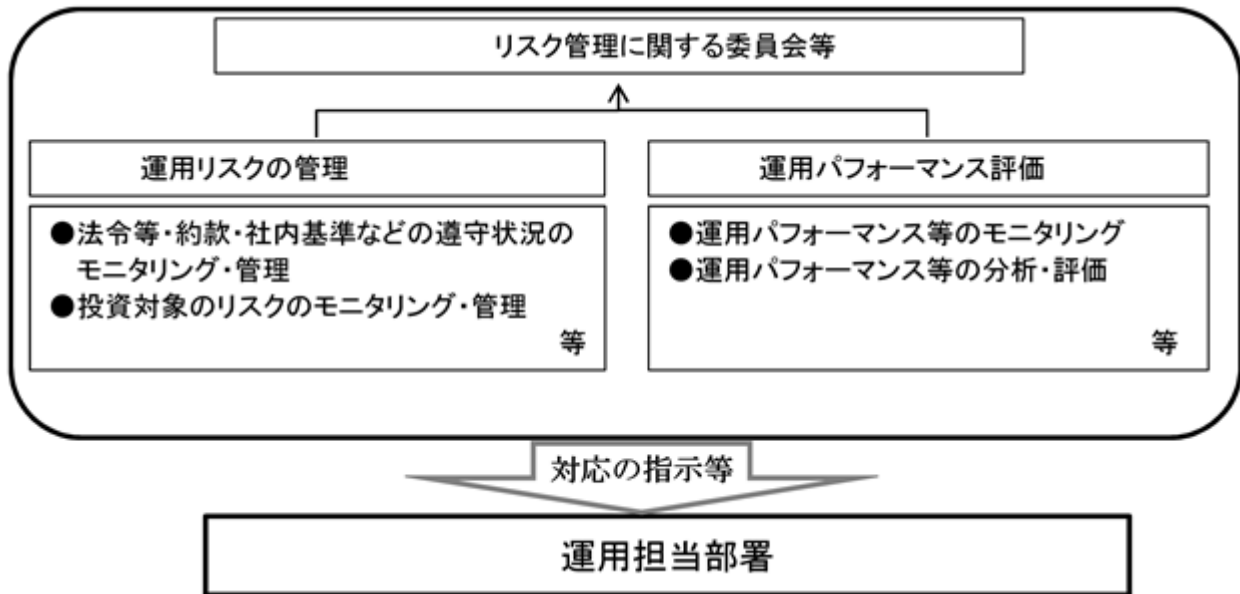 リスク管理に関する委員会等
運用リスクの管理
●法令等・約款・社内基準などの遵守状況の
モニタリング・管理
●投資対象のリスクのモニタリング・管理
等
運用パフォーマンス評価
●運用パフォーマンス等のモニタリング
●運用パフォーマンス等の分析・評価
等
対応の指示等
運用担当部署